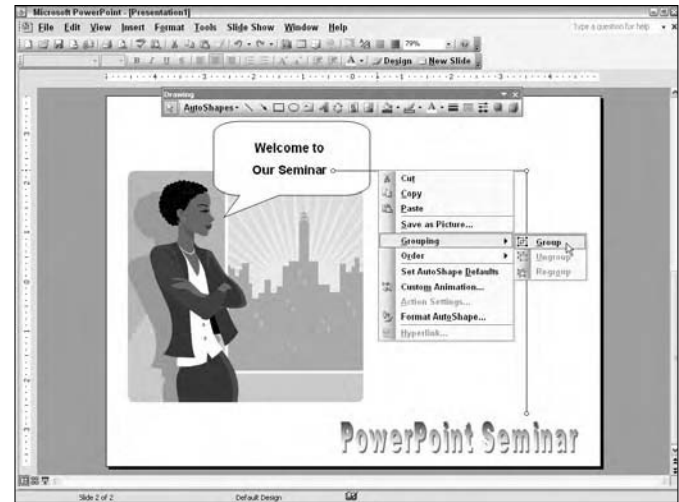 Microsoft PowerPoint - [Presentation1]
File Edit View Insert Format Tools Slide Show Window Help
Type a question for help
79%
Design New Slide
Drawing
AutoShapes
Welcome to
Our Seminar
Cut
Copy
Paste
Save as Picture...
Grouping
Group
Order
Ungroup
Set AutoShape Defaults
Regroup
Custom Animation...
Action Settings...
Format AutoShape...
Hyperlink...
PowerPoint Seminar
Slide 2 of 2 Default Design